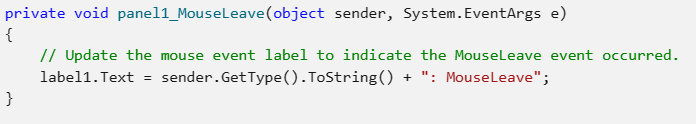 private void panel1_MouseLeave(object sender, System.EventArgs e)
{
    // Update the mouse event label to indicate the MouseLeave event occurred.
    label1.Text = sender.GetType().ToString() + ": MouseLeave";
}